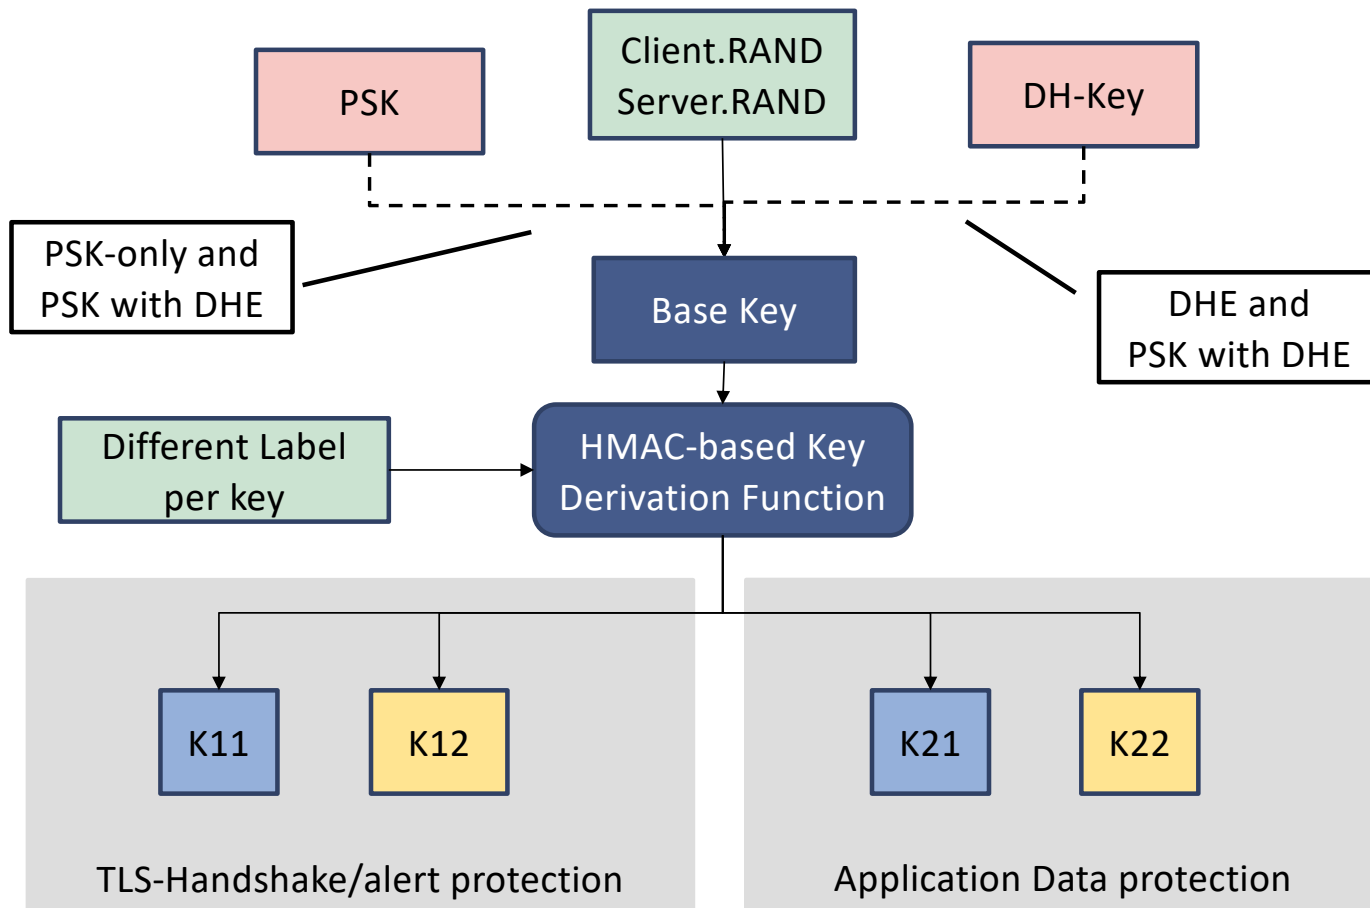 PSK
Client.RAND
Server.RAND
DH-Key
PSK-only and
PSK with DHE
Base Key
DHE and
PSK with DHE
Different Label
per key
HMAC-based Key
Derivation Function
K11
K12
K21
K22
TLS-Handshake/alert protection
Application Data protection